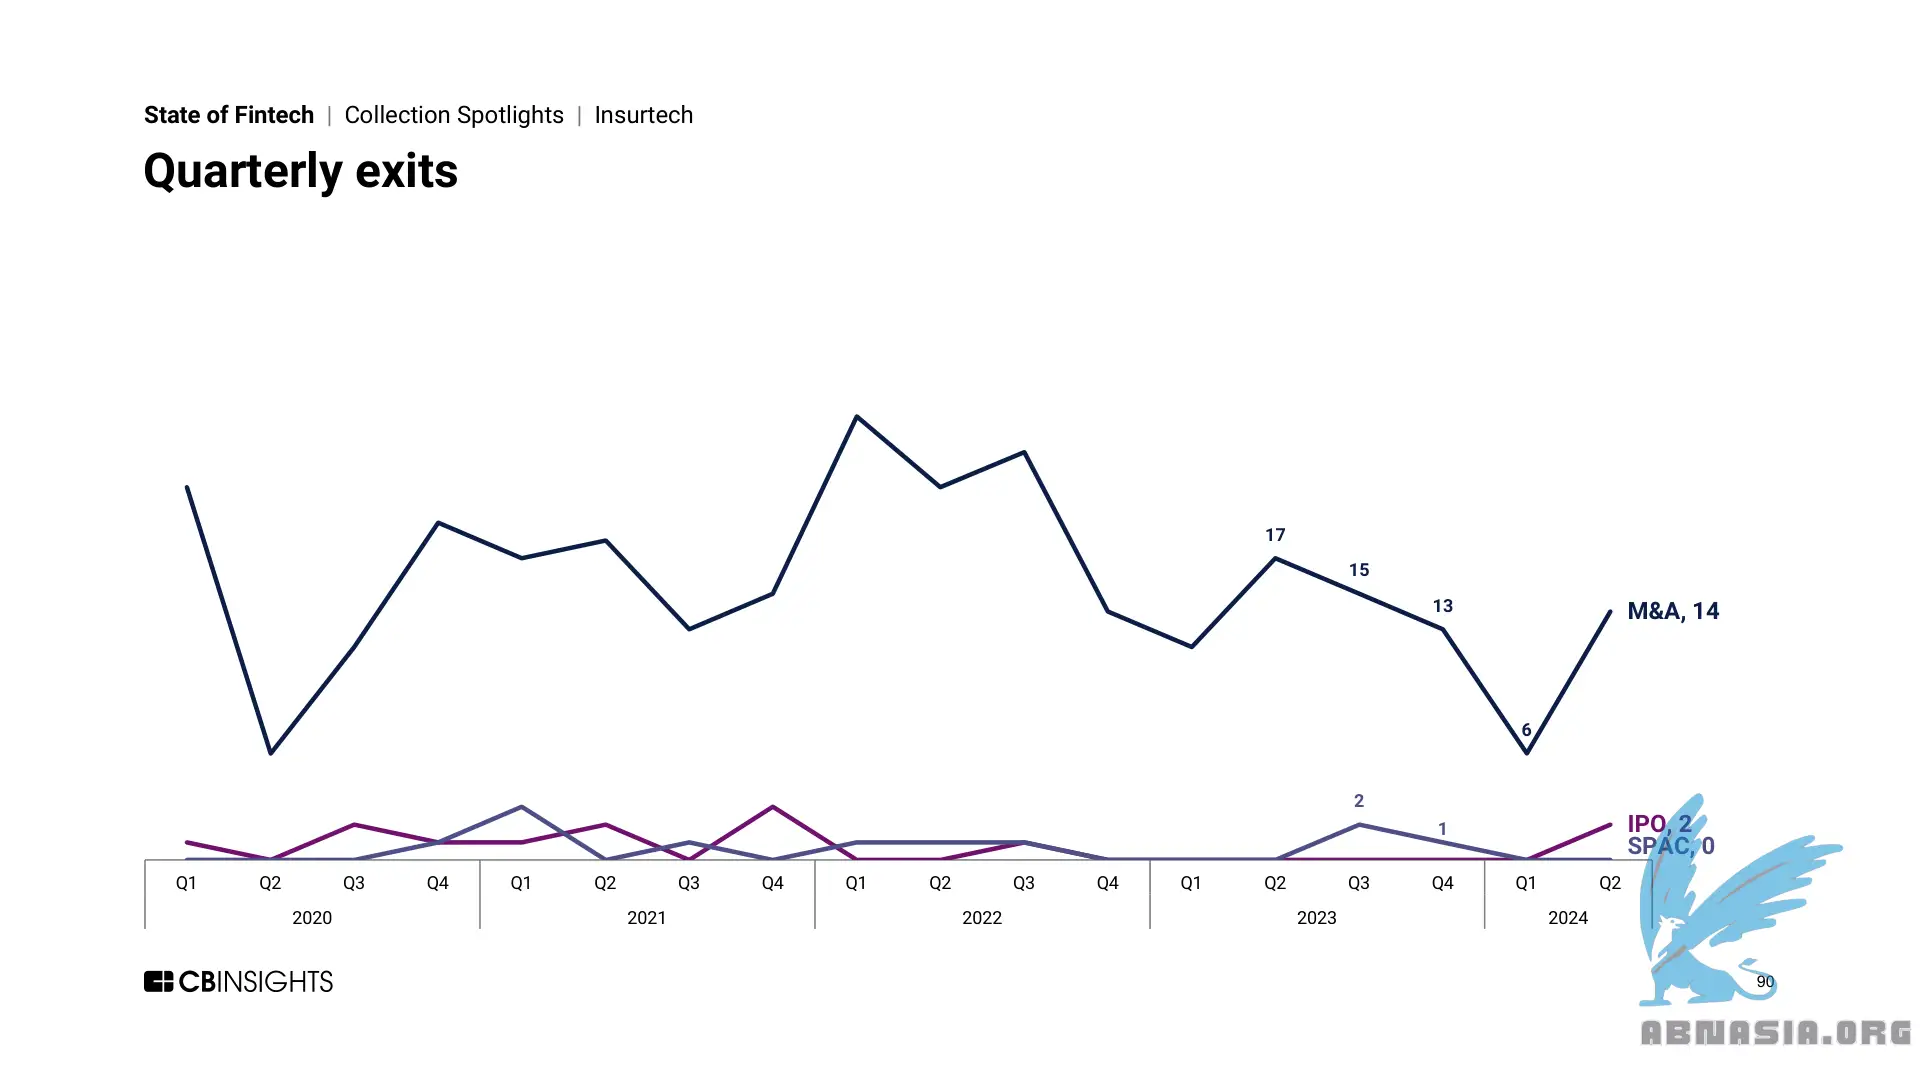 State of Fintech | Collection Spotlights | Insurtech
Quarterly exits
17
15
13
6
M&A, 14
2
1
IPO, 2
SPAC, 0
Q1 Q2 Q3 Q4 Q1 Q2 Q3 Q4 Q1 Q2 Q3 Q4 Q1 Q2 Q3 Q4 Q1 Q2
2020 2021 2022 2023 2024
CBINSIGHTS
90
ABNASIA.ORG